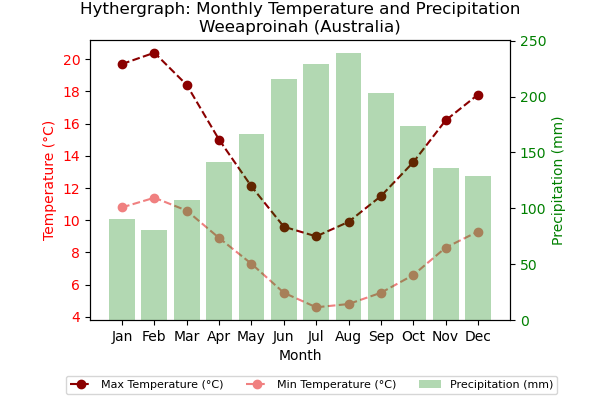 Hythergraph: Monthly Temperature and Precipitation
Weeaproinah (Australia)
Temperature (°C)
20
18
16
14
12
10
8
6
4
250
200
150
100
50
0
Precipitation (mm)
Jan Feb Mar Apr May Jun Jul Aug Sep Oct Nov Dec
Month
Max Temperature (°C) Min Temperature (°C) Precipitation (mm)